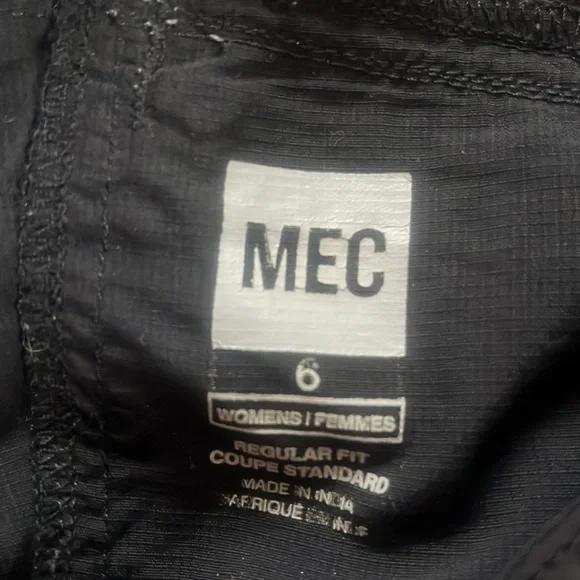 MEC
6
WOMENS / FEMMES
REGULAR FIT
COUPE STANDARD
MADE IN INDIA